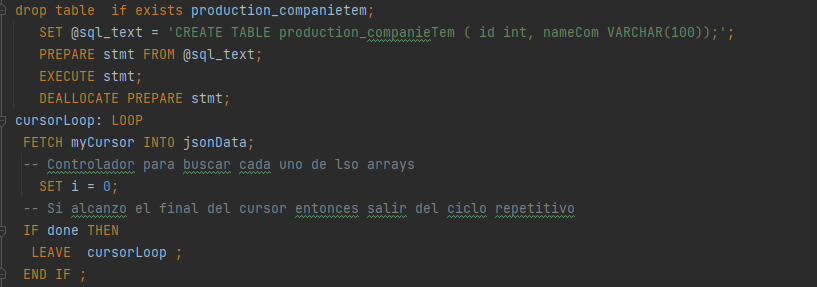 drop table  if exists production_companietem;
SET @sql_text = 'CREATE TABLE production_companieTem ( id int, nameCom VARCHAR(100));';
PREPARE stmt FROM @sql_text;
EXECUTE stmt;
DEALLOCATE PREPARE stmt;
cursorLoop: LOOP
FETCH myCursor INTO jsonData;
-- Controlador para buscar cada uno de lso arrays
SET i = 0;
-- Si alcanzo el final del cursor entonces salir del ciclo repetitivo
IF done THEN
LEAVE  cursorLoop ;
END IF ;